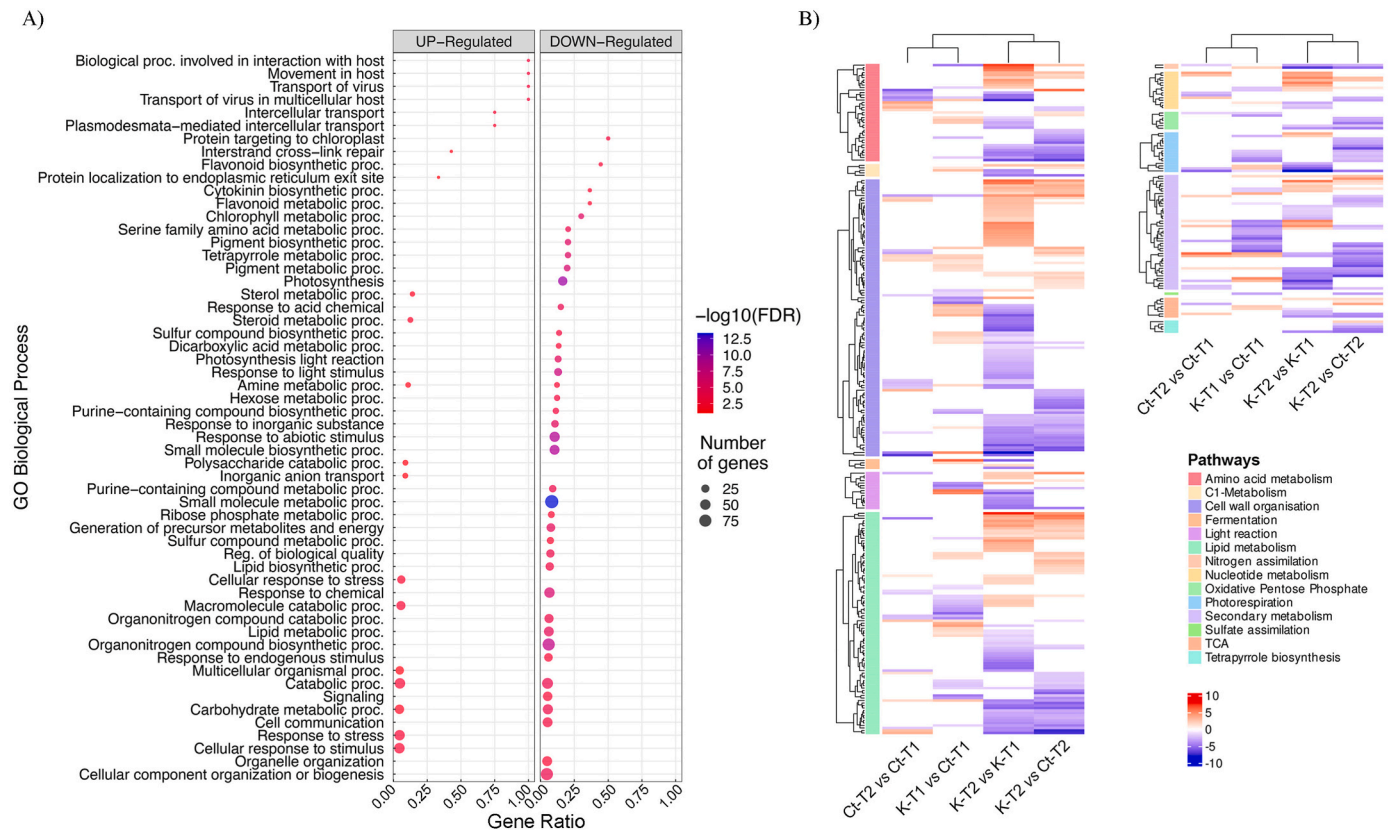 A)
UP-Regulated
DOWN-Regulated
GO Biological Process
Biological proc. involved in interaction with host
Movement in host
Transport of virus
Transport of virus in multicellular host
Intercellular transport
Plasmodesmata-mediated intercellular transport
Protein targeting to chloroplast
Interstrand cross-link repair
Flavonoid biosynthetic proc.
Protein localization to endoplasmic reticulum exit site
Cytokinin biosynthetic proc.
Flavonoid metabolic proc.
Chlorophyll metabolic proc.
Serine family amino acid metabolic proc.
Pigment biosynthetic proc.
Tetrapyrrole metabolic proc.
Pigment metabolic proc.
Photosynthesis
Sterol metabolic proc.
Response to acid chemical
Steroid metabolic proc.
Sulfur compound biosynthetic proc.
Dicarboxylic acid metabolic proc.
Photosynthesis light reaction
Response to light stimulus
Amine metabolic proc.
Hexose metabolic proc.
Purine-containing compound biosynthetic proc.
Response to inorganic substance
Response to abiotic stimulus
Small molecule biosynthetic proc.
Polysaccharide catabolic proc.
Inorganic anion transport
Purine-containing compound metabolic proc.
Small molecule metabolic proc.
Ribose phosphate metabolic proc.
Generation of precursor metabolites and energy
Sulfur compound metabolic proc.
Reg. of biological quality
Lipid biosynthetic proc.
Cellular response to stress
Response to chemical
Macromolecule catabolic proc.
Organonitrogen compound catabolic proc.
Lipid metabolic proc.
Organonitrogen compound biosynthetic proc.
Response to endogenous stimulus
Multicellular organismal proc.
Catabolic proc.
Signaling
Carbohydrate metabolic proc.
Cell communication
Response to stress
Cellular response to stimulus
Organelle organization
Cellular component organization or biogenesis
0.00 0.25 0.50 0.75 1.00 0.00 0.25 0.50 0.75 1.00
Gene Ratio
-log10(FDR)
12.5
10.0
7.5
5.0
2.5
Number
of genes
25
50
75
B)
Ct-T2 vs Ct-T1
K-T1 vs Ct-T1
K-T2 vs K-T1
K-T2 vs Ct-T2
Ct-T2 vs Ct-T1
K-T1 vs Ct-T1
K-T2 vs K-T1
K-T2 vs Ct-T2
Pathways
Amino acid metabolism
C1-Metabolism
Cell wall organisation
Fermentation
Light reaction
Lipid metabolism
Nitrogen assimilation
Nucleotide metabolism
Oxidative Pentose Phosphate
Photorespiration
Secondary metabolism
Sulfate assimilation
TCA
Tetrapyrrole biosynthesis
10
5
0
-5
-10